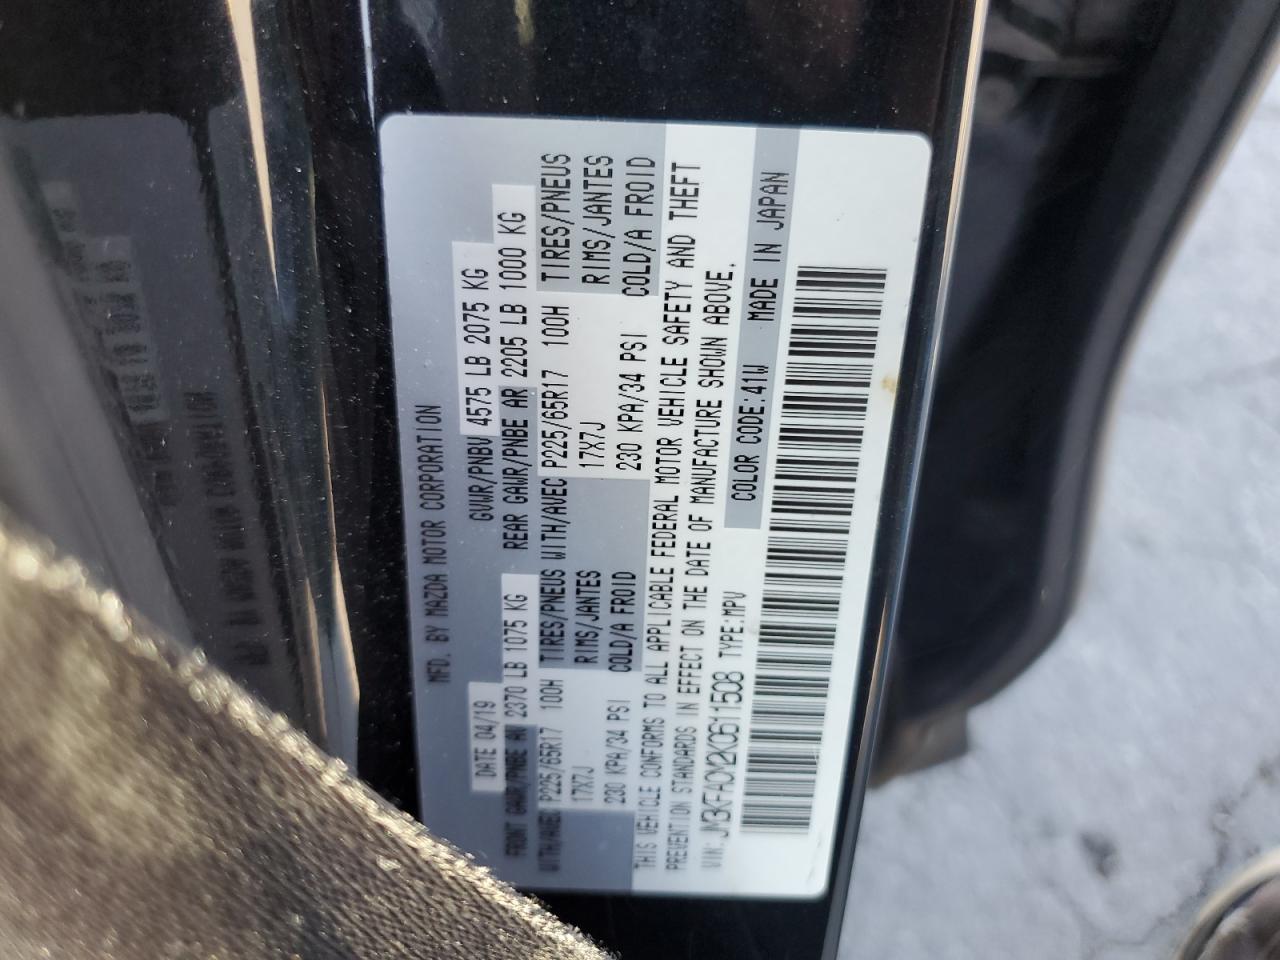 MFD. BY MAZDA MOTOR CORPORATION
DATE 04/19 GVWR/PNBV 4575 LB 2075 KG
FRONT GAWR/PNBE AV 2370 LB 1075 KG REAR GAWR/PNBE AR 2205 LB 1000 KG
WITH/AVEC P225/65R17 100H TIRES/PNEUS WITH/AVEC P225/65R17 100H TIRES/PNEUS
17X7J RIMS/JANTES 17X7J RIMS/JANTES
230 KPA/34 PSI COLD/A FROID 230 KPA/34 PSI COLD/A FROID
THIS VEHICLE CONFORMS TO ALL APPLICABLE FEDERAL MOTOR VEHICLE SAFETY AND THEFT
PREVENTION STANDARDS IN EFFECT ON THE DATE OF MANUFACTURE SHOWN ABOVE.
VIN: TYPE:MPV COLOR CODE:41W MADE IN JAPAN